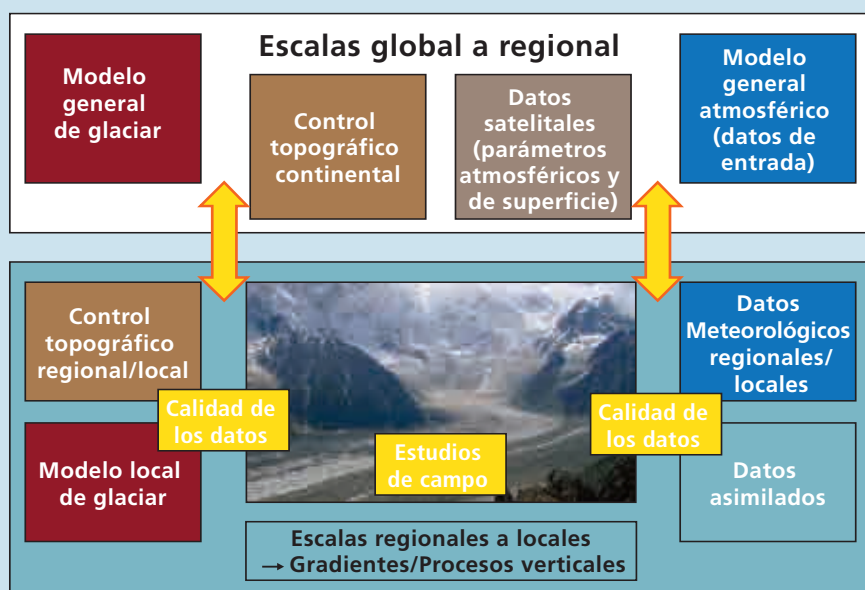 Escalas global a regional
Modelo
general
de glaciar
Control
topográfico
continental
Datos
satelitales
(parámetros
atmosféricos y
de superficie)
Modelo
general
atmosférico
(datos de
entrada)
Control
topográfico
regional/local
Datos
Meteorológicos
regionales/
locales
Calidad de
los datos
Estudios
de campo
Calidad de
los datos
Modelo local
de glaciar
Datos
asimilados
Escalas regionales a locales
→ Gradientes/Procesos verticales